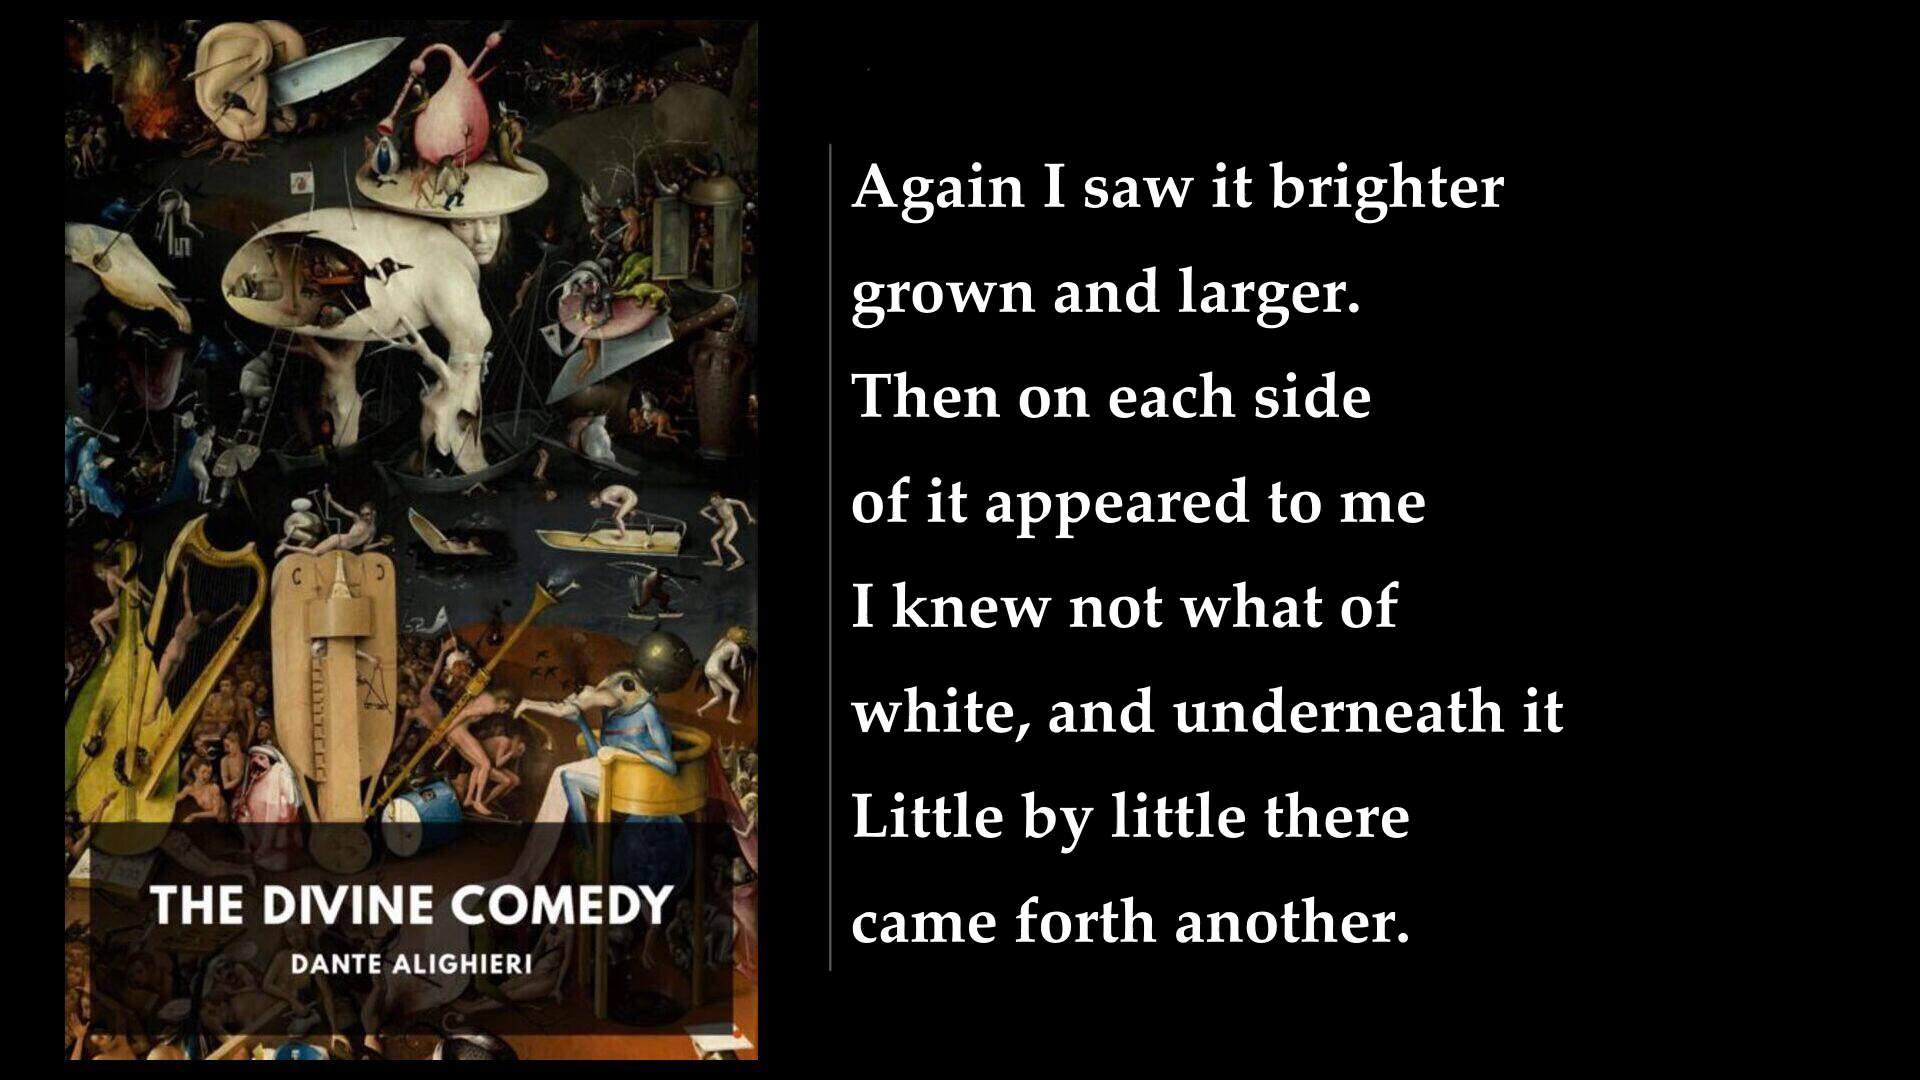 THE DIVINE COMEDY
DANTE ALIGHIERI
Again I saw it brighter
grown and larger.
Then on each side
of it appeared to me
I knew not what of
white, and underneath it
Little by little there
came forth another.